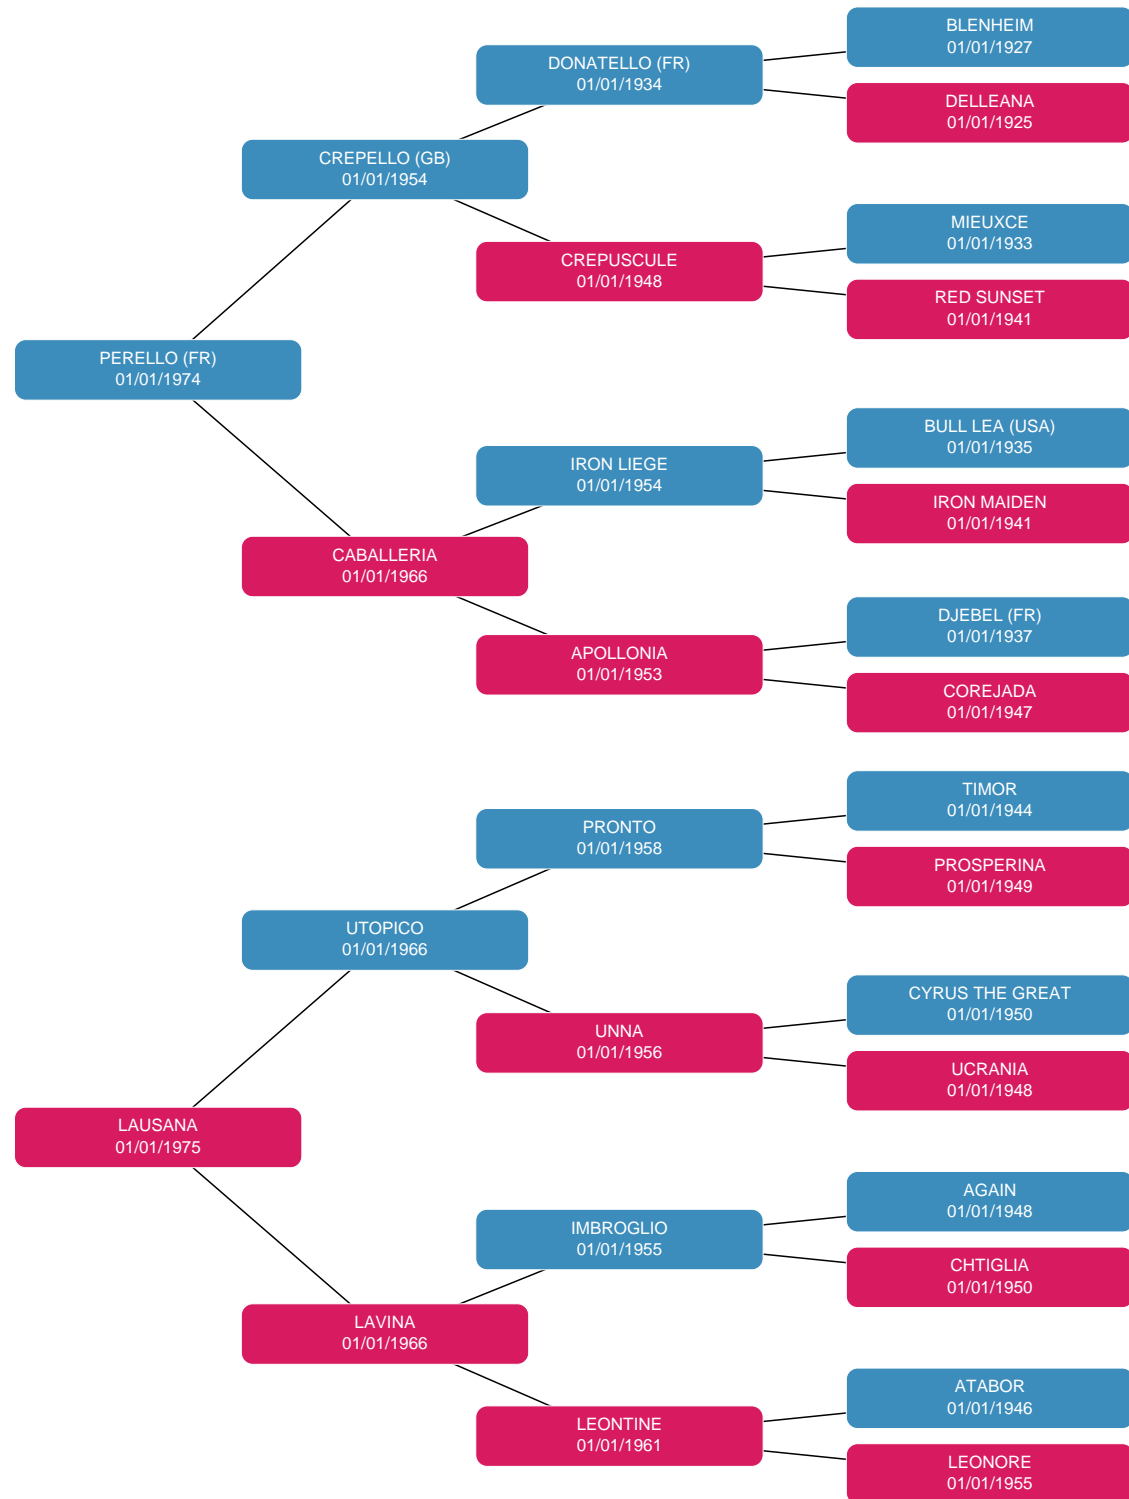 BLENHEIM
01/01/1927
DONATELLO (FR)
01/01/1934
DELLEANA
01/01/1925
CREPELLO (GB)
01/01/1954
MIEUXCE
01/01/1933
CREPUSCULE
01/01/1948
RED SUNSET
01/01/1941
PERELLO (FR)
01/01/1974
BULL LEA (USA)
01/01/1935
IRON LIEGE
01/01/1954
IRON MAIDEN
01/01/1941
CABALLERIA
01/01/1966
DJEBEL (FR)
01/01/1937
APOLLONIA
01/01/1953
COREJADA
01/01/1947
TIMOR
01/01/1944
PRONTO
01/01/1958
PROSPERINA
01/01/1949
UTOPICO
01/01/1966
CYRUS THE GREAT
01/01/1950
UNNA
01/01/1956
UCRANIA
01/01/1948
LAUSANA
01/01/1975
AGAIN
01/01/1948
IMBROGLIO
01/01/1955
CHTIGLIA
01/01/1950
LAVINA
01/01/1966
ATABOR
01/01/1946
LEONTINE
01/01/1961
LEONORE
01/01/1955